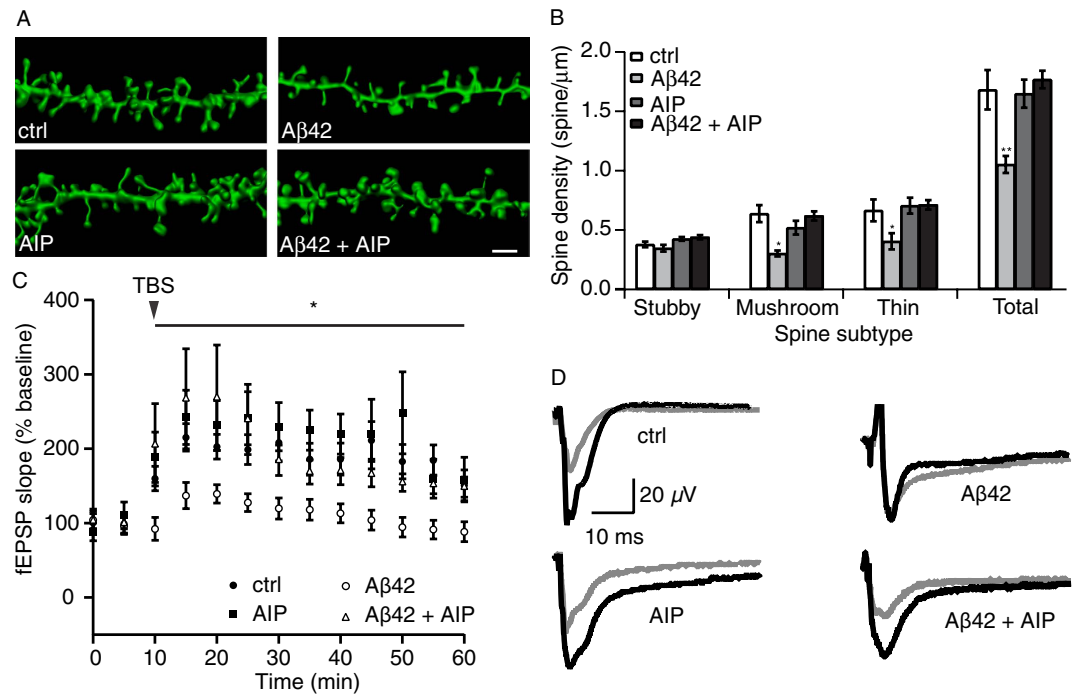 A
ctrl
Aβ42
AIP
Aβ42 + AIP
B
Spine density (spine/μm)
2.0
1.5
1.0
0.5
0.0
ctrl
Aβ42
AIP
Aβ42 + AIP
*
*
**
Stubby
Mushroom
Thin
Total
Spine subtype
C
TBS
*
fEPSP slope (% baseline)
400
300
200
100
0
ctrl
Aβ42
AIP
Aβ42 + AIP
0
10
20
30
40
50
60
Time (min)
D
ctrl
20 μV
10 ms
Aβ42
AIP
Aβ42 + AIP